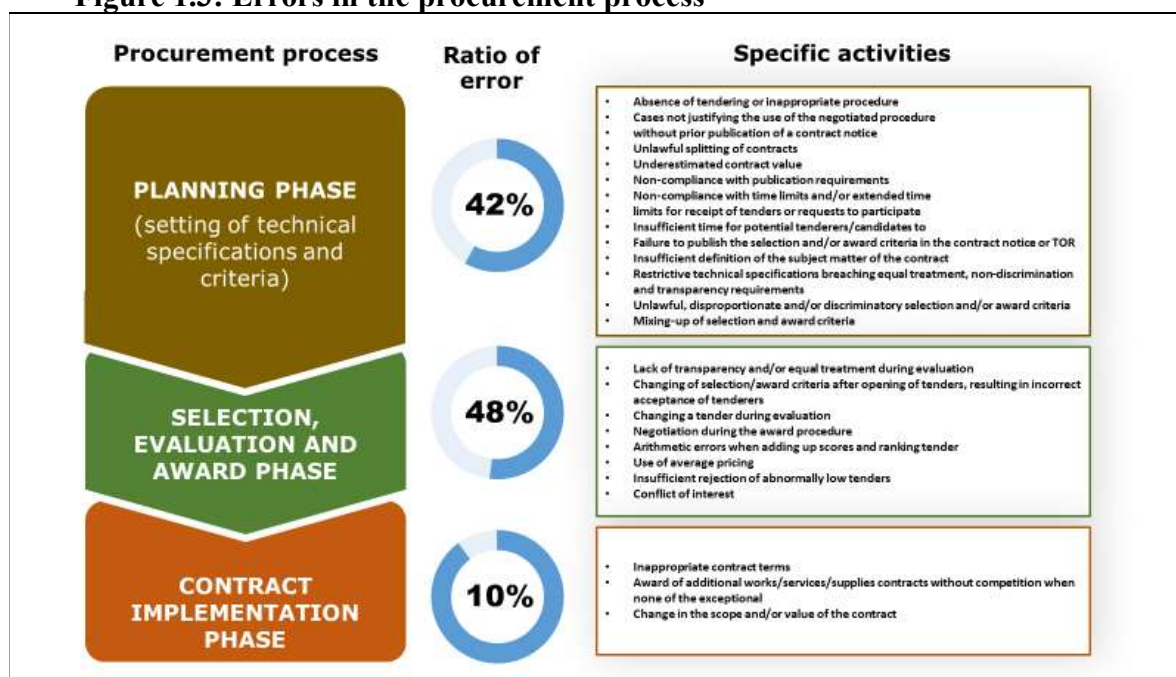 Figure 1.3: Errors in the procurement process
Procurement process
Ratio of
error
Specific activities
PLANNING PHASE
(setting of technical
specifications and
criteria)
42%
• Absence of tendering or inappropriate procedure
• Cases not justifying the use of the negotiated procedure
• without prior publication of a contract notice
• Unlawful splitting of contracts
• Underestimated contract value
• Non-compliance with publication requirements
• Non-compliance with time limits and/or extended time
• limits for receipt of tenders or requests to participate
• Insufficient time for potential tenderers/candidates to
• Failure to publish the selection and/or award criteria in the contract notice or TOR
• Insufficient definition of the subject matter of the contract
• Restrictive technical specifications breaching equal treatment, non-discrimination
and transparency requirements
• Unlawful, disproportionate and/or discriminatory selection and/or award criteria
• Mixing-up of selection and award criteria
SELECTION,
EVALUATION AND
AWARD PHASE
48%
• Lack of transparency and/or equal treatment during evaluation
• Changing of selection/award criteria after opening of tenders, resulting in incorrect
acceptance of tenderers
• Changing a tender during evaluation
• Negotiation during the award procedure
• Arithmetic errors when adding up scores and ranking tender
• Use of average pricing
• Insufficient rejection of abnormally low tenders
• Conflict of interest
CONTRACT
IMPLEMENTATION
PHASE
10%
• Inappropriate contract terms
• Award of additional works/services/supplies contracts without competition when
none of the exceptional
• Change in the scope and/or value of the contract